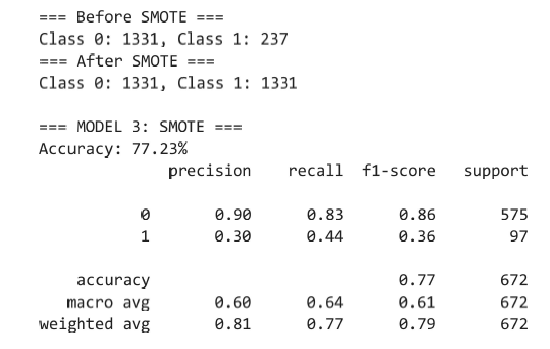 === Before SMOTE ===
Class 0: 1331, Class 1: 237
=== After SMOTE ===
Class 0: 1331, Class 1: 1331
=== MODEL 3: SMOTE ===
Accuracy: 77.23%
precision recall f1-score support
0 0.90 0.83 0.86 575
1 0.30 0.44 0.36 97
accuracy 0.77 672
macro avg 0.60 0.64 0.61 672
weighted avg 0.81 0.77 0.79 672